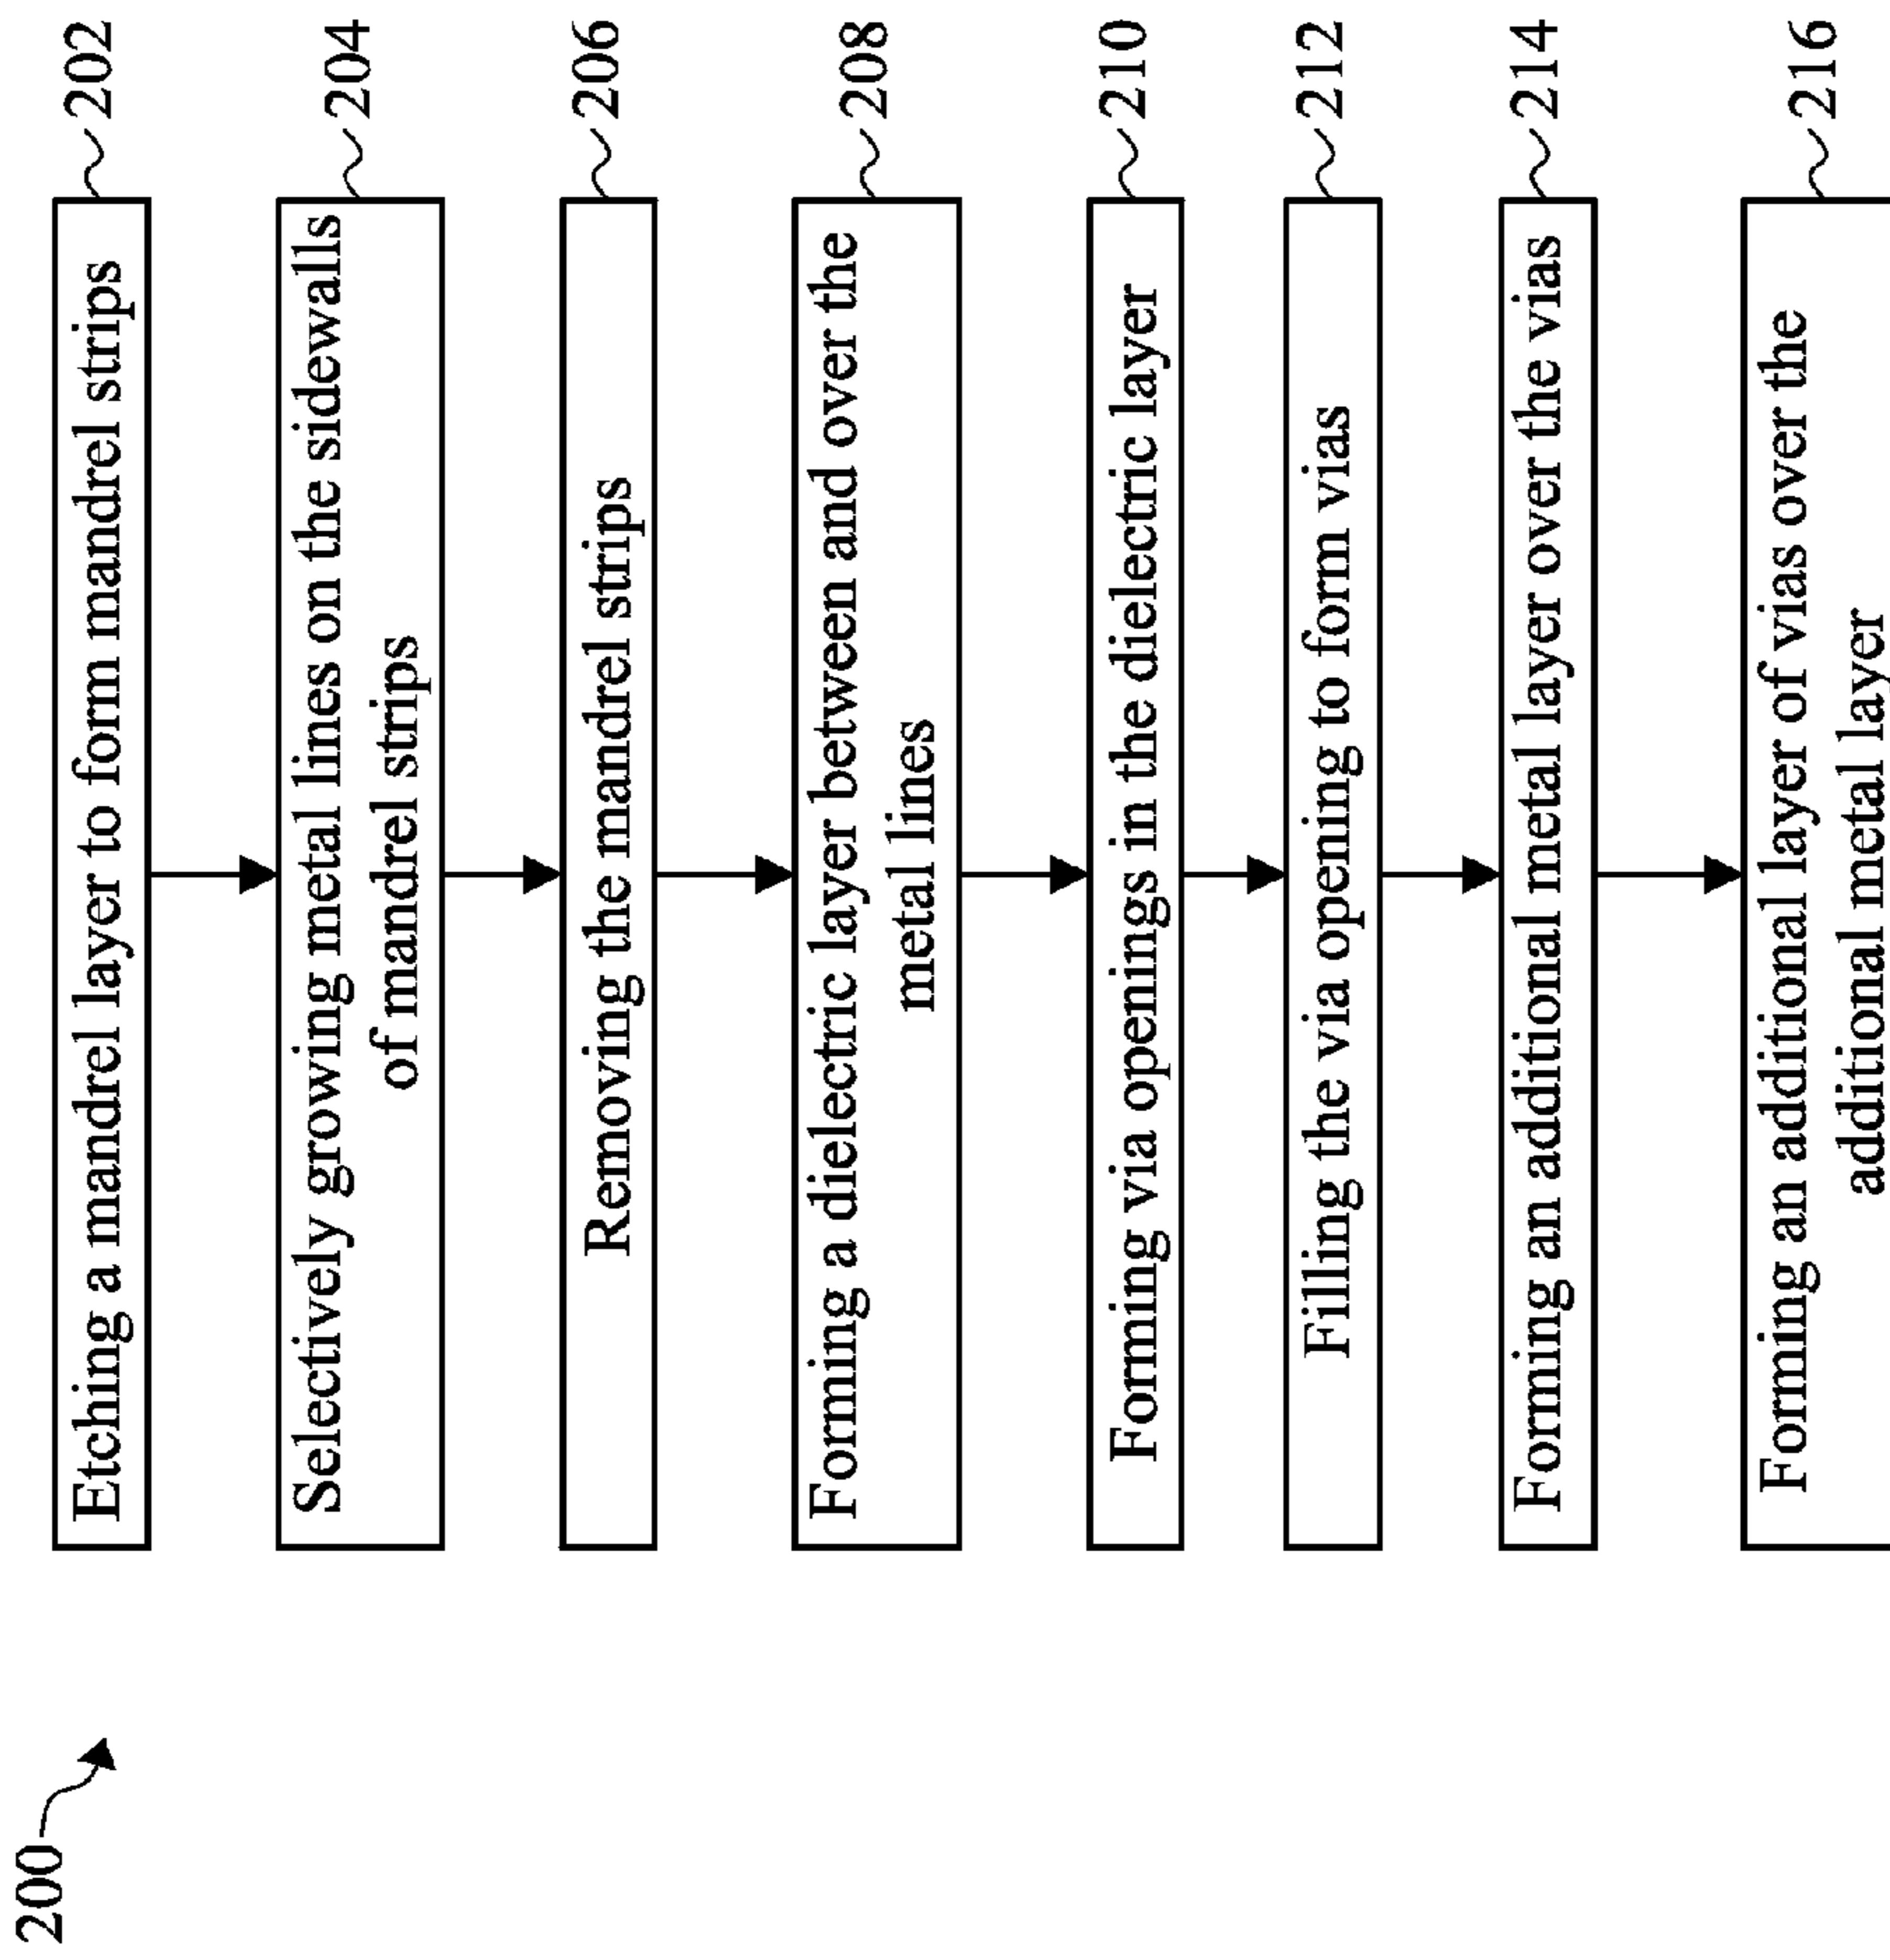 200
Etching a mandrel layer to form mandrel strips
202
Selectively growing metal lines on the sidewalls
of mandrel strips
204
Removing the mandrel strips
206
Forming a dielectric layer between and over the
metal lines
208
Forming via openings in the dielectric layer
210
Filling the via opening to form vias
212
Forming an additional metal layer over the vias
214
Forming an additional layer of vias over the
additional metal layer
216